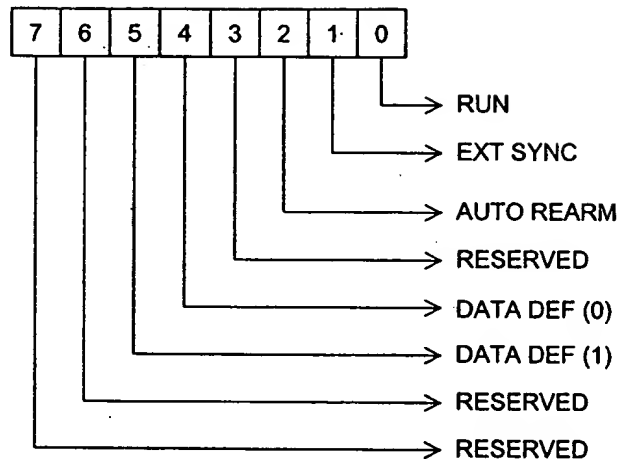 7 6 5 4 3 2 1 0
RUN
EXT SYNC
AUTO REARM
RESERVED
DATA DEF (0)
DATA DEF (1)
RESERVED
RESERVED